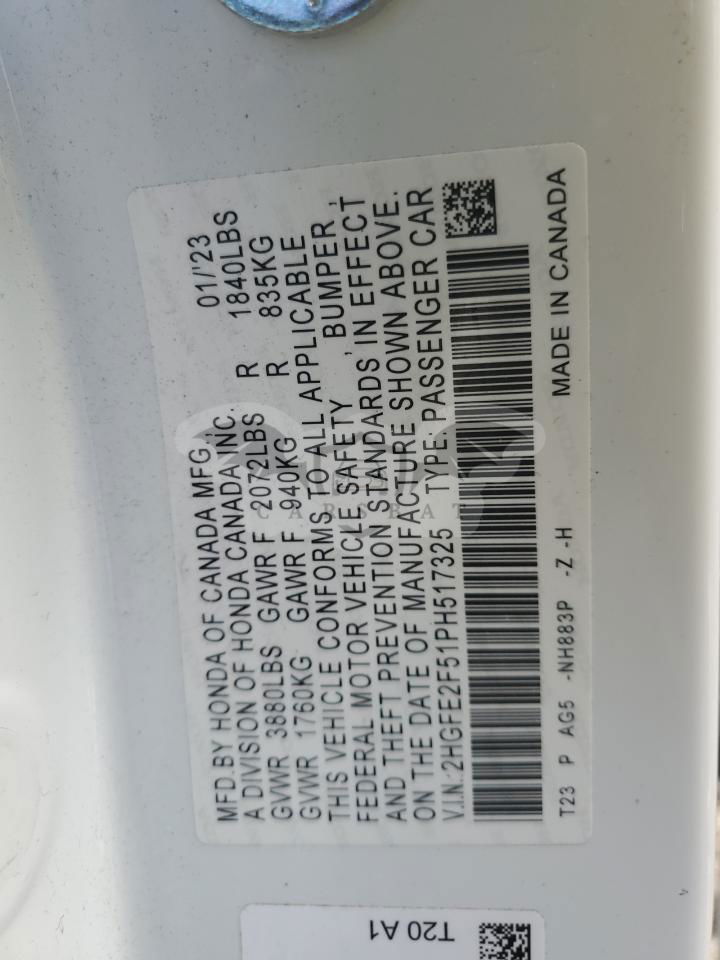 MFD.BY HONDA OF CANADA MFG., 01/'23
A DIVISION OF HONDA CANADA INC.
GVWR 3880LBS GAWR F 2072LBS R 1840LBS
GVWR 1760KG GAWR F 940KG R 835KG
THIS VEHICLE CONFORMS TO ALL APPLICABLE
FEDERAL MOTOR VEHICLE SAFETY, BUMPER,
AND THEFT PREVENTION STANDARDS IN EFFECT
ON THE DATE OF MANUFACTURE SHOWN ABOVE.
V.I.N.:2HGFE2F51PH517325 TYPE: PASSENGER CAR
T23 P AG5 -NH883P -Z -H MADE IN CANADA
T20 A1
CARSBAT